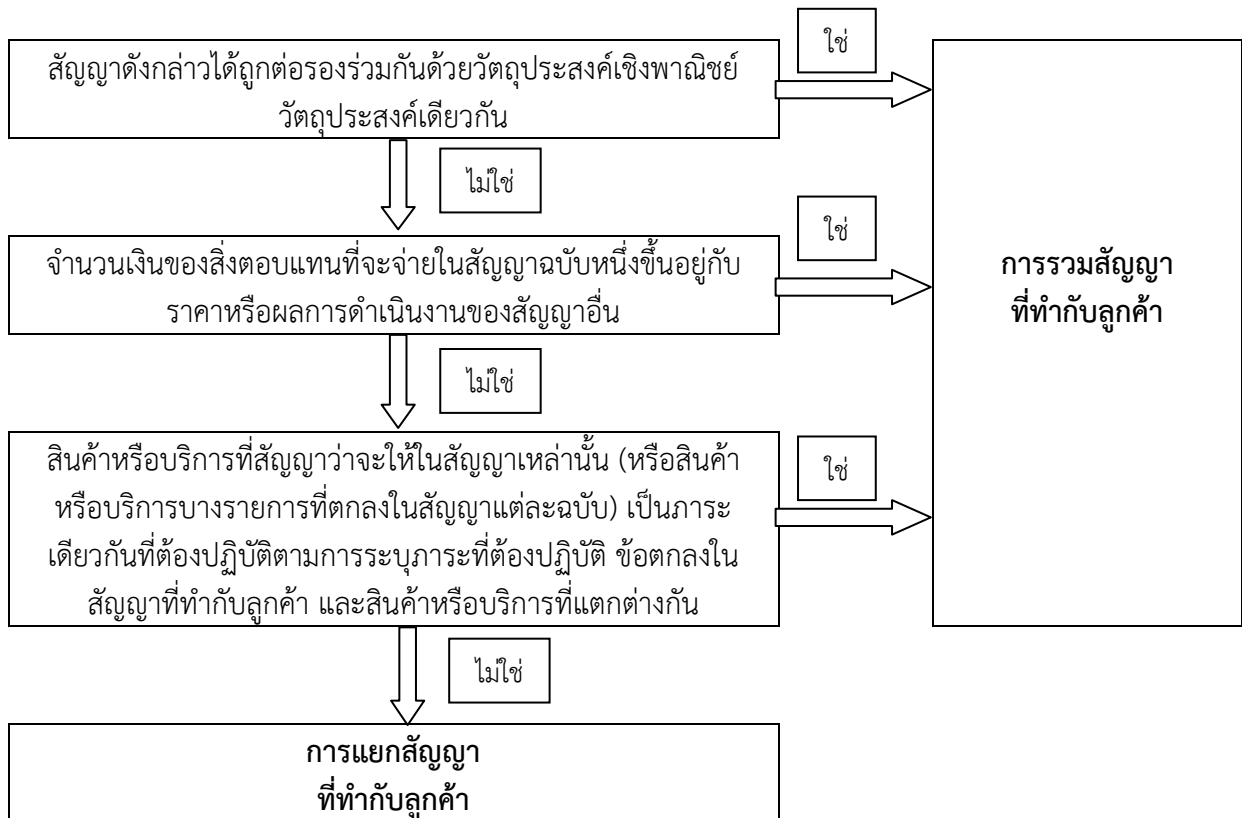 ใช่
สัญญาดังกล่าวได้ถูกต่อรองร่วมกันด้วยวัตถุประสงค์เชิงพาณิชย์
วัตถุประสงค์เดียวกัน
ไม่ใช่
ใช่
จำนวนเงินของสิ่งตอบแทนที่จะจ่ายในสัญญาฉบับหนึ่งขึ้นอยู่กับ
ราคาหรือผลการดำเนินงานของสัญญาอื่น
การรวมสัญญา
ที่ทำกับลูกค้า
ไม่ใช่
ใช่
สินค้าหรือบริการที่สัญญาว่าจะให้ในสัญญาเหล่านั้น (หรือสินค้า
หรือบริการบางรายการที่ตกลงในสัญญาแต่ละฉบับ) เป็นภาระ
เดียวกันที่ต้องปฏิบัติตามการระบุภาระที่ต้องปฏิบัติ ข้อตกลงใน
สัญญาที่ทำกับลูกค้า และสินค้าหรือบริการที่แตกต่างกัน
ไม่ใช่
การแยกสัญญา
ที่ทำกับลูกค้า